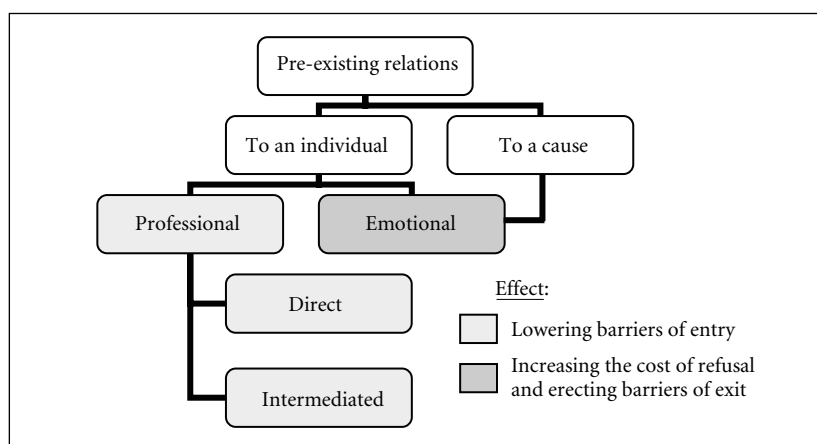 Pre-existing relations
To an individual
To a cause
Professional
Emotional
Direct
Intermediated
Effect:
Lowering barriers of entry
Increasing the cost of refusal
and erecting barriers of exit